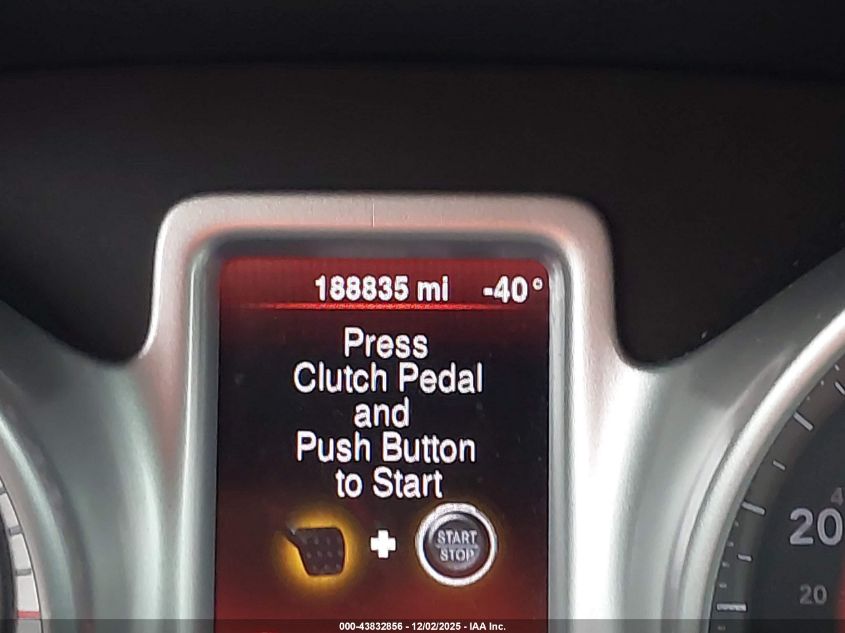 188835 mi -40°
Press
Clutch Pedal
and
Push Button
to Start
START
STOP
20
20
000-43832856 - 12/02/2025 - IAA Inc.